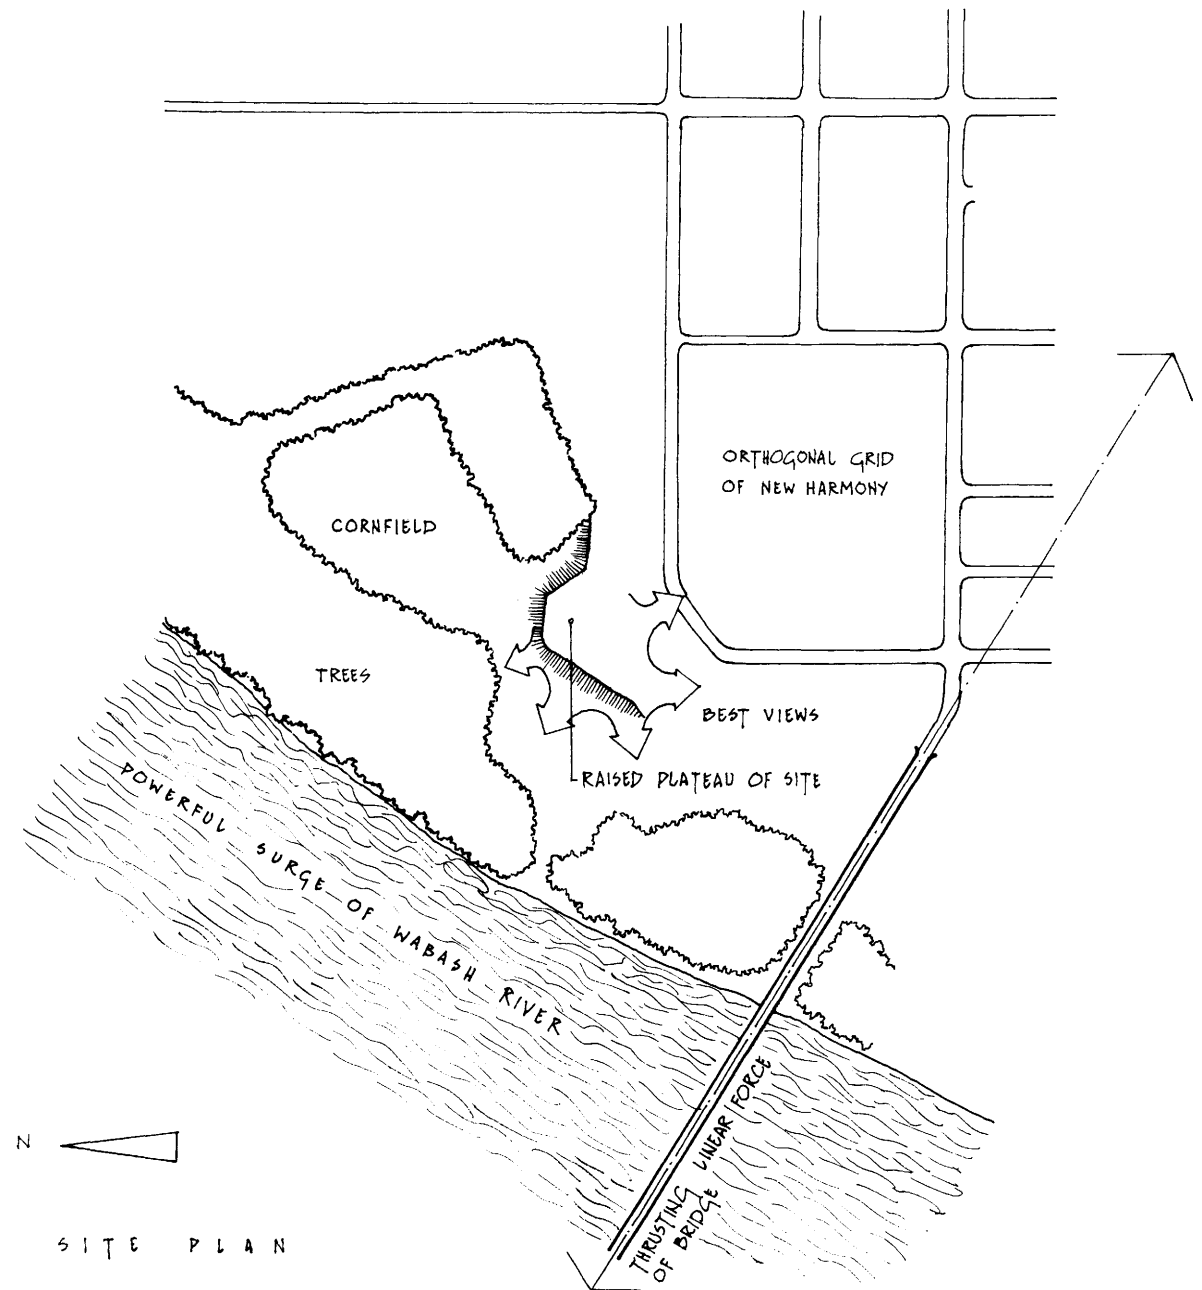 ORTHOGONAL GRID
OF NEW HARMONY
CORNFIELD
TREES
BEST VIEWS
RAISED PLATEAU OF SITE
POWERFUL SURGE OF WABASH RIVER
THRUSTING LINEAR FORCE
OF BRIDGE
N
SITE PLAN